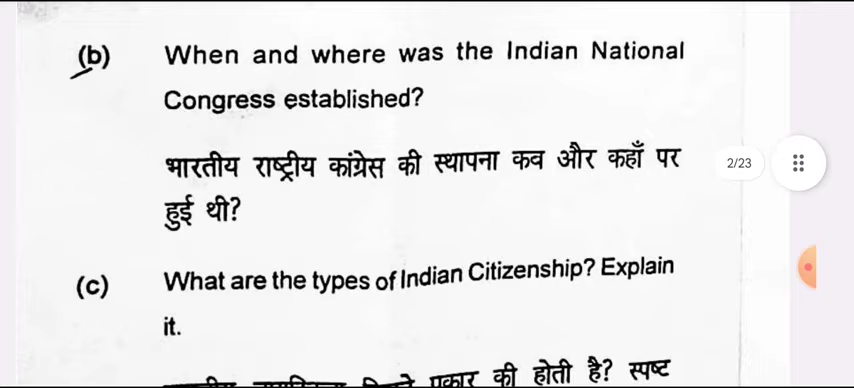 (b) When and where was the Indian National
Congress established?
2/23
भारतीय राष्ट्रीय कांग्रेस की स्थापना कव और कहाँ पर
हुई थी?
(c) What are the types of Indian Citizenship? Explain
it.
प्रकार की होती है? स्पष्ट